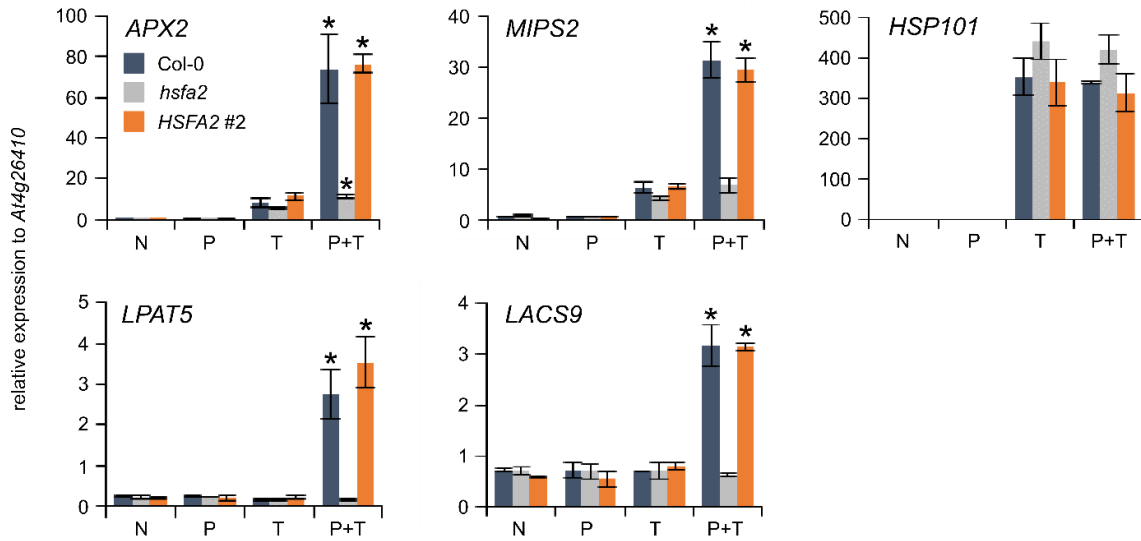 relative expression to At4g26410
APX2
Col-0
hsfa2
HSFA2 #2
100
80
60
40
20
0
* * *
N P T P+T
MIPS2
40
30
20
10
0
* *
N P T P+T
HSP101
500
400
300
200
100
0
N P T P+T
LPAT5
5
4
3
2
1
0
* *
N P T P+T
LACS9
4
3
2
1
0
* *
N P T P+T